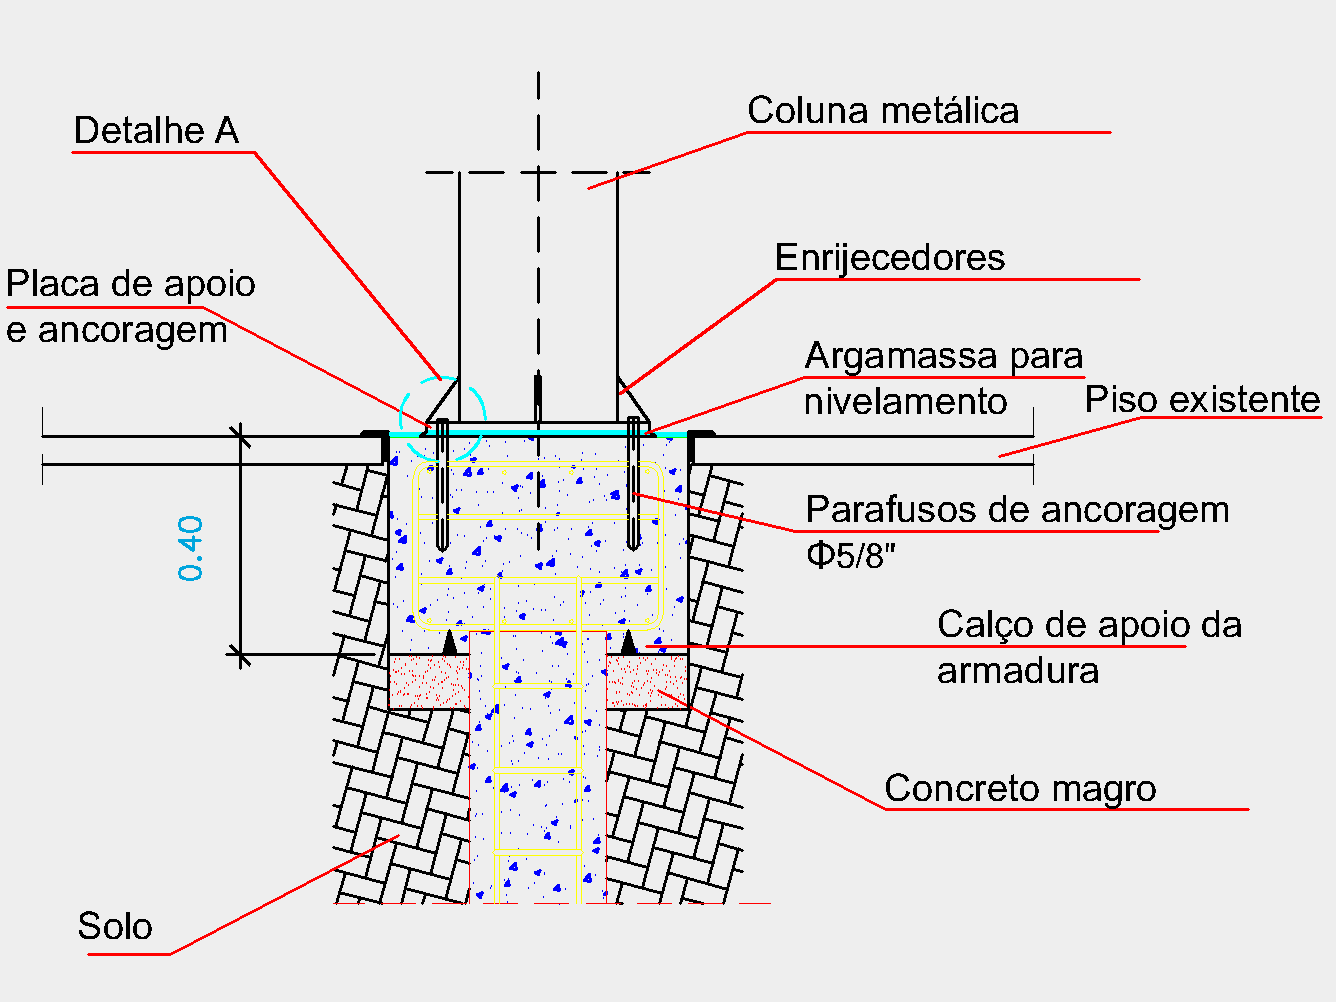 Coluna metálica
Detalhe A
Enrijecedores
Placa de apoio
e ancoragem
Argamassa para
nivelamento
Piso existente
Parafusos de ancoragem
Φ5/8"
0.40
Calço de apoio da
armadura
Concreto magro
Solo